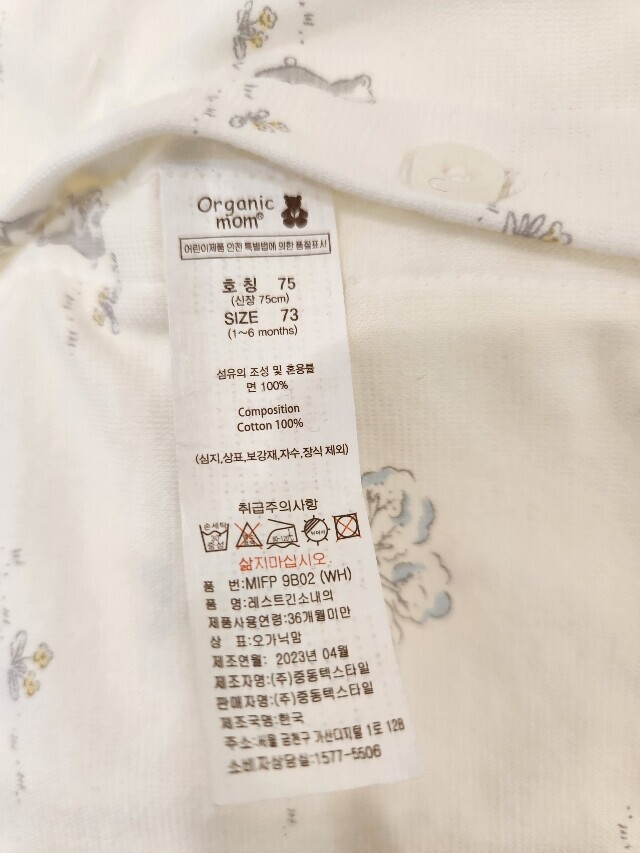 Organic
mom®
어린이제품 안전 특별법에 의한 품질표시
호 칭 75
(신장 75cm)
SIZE 73
(1~6 months)
섬유의 조성 및 혼용률
면 100%
Composition
Cotton 100%
(심지,상표,보강재,자수,장식 제외)
취급주의사항
손세탁
30
중성
80~120℃
삶지마십시오
품 번:MIFP 9B02 (WH)
품 명:레스트긴소내의
제품사용연령:36개월미만
상 표:오가닉맘
제조연월: 2023년 04월
제조자명:(주)중동텍스타일
판매자명:(주)중동텍스타일
제조국명:한국
주소:서울 금천구 가산디지털 1로 128
소비자상담실:1577-5506